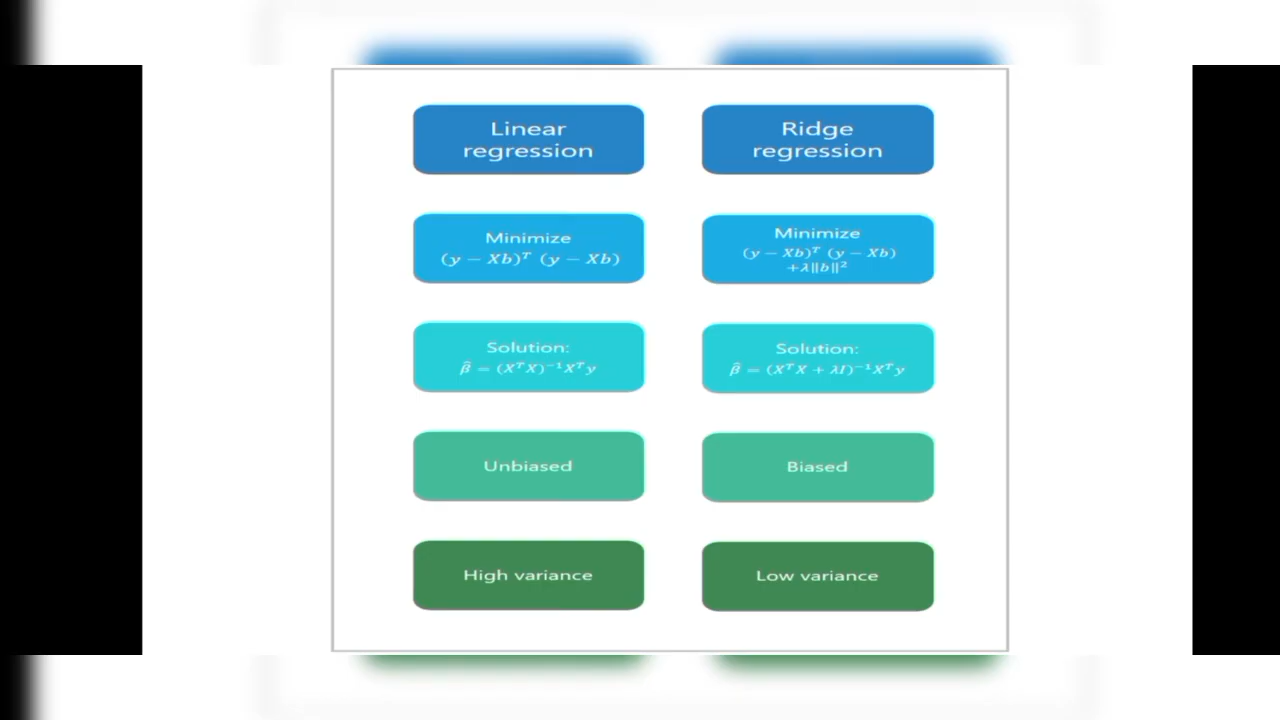 Linear
regression
Minimize
(y − Xb)ᵀ (y − Xb)
Solution:
β̂ = (XᵀX)⁻¹Xᵀy
Unbiased
High variance
Ridge
regression
Minimize
(y − Xb)ᵀ (y − Xb)
+λ||b||²
Solution:
β̂ = (XᵀX + λI)⁻¹Xᵀy
Biased
Low variance